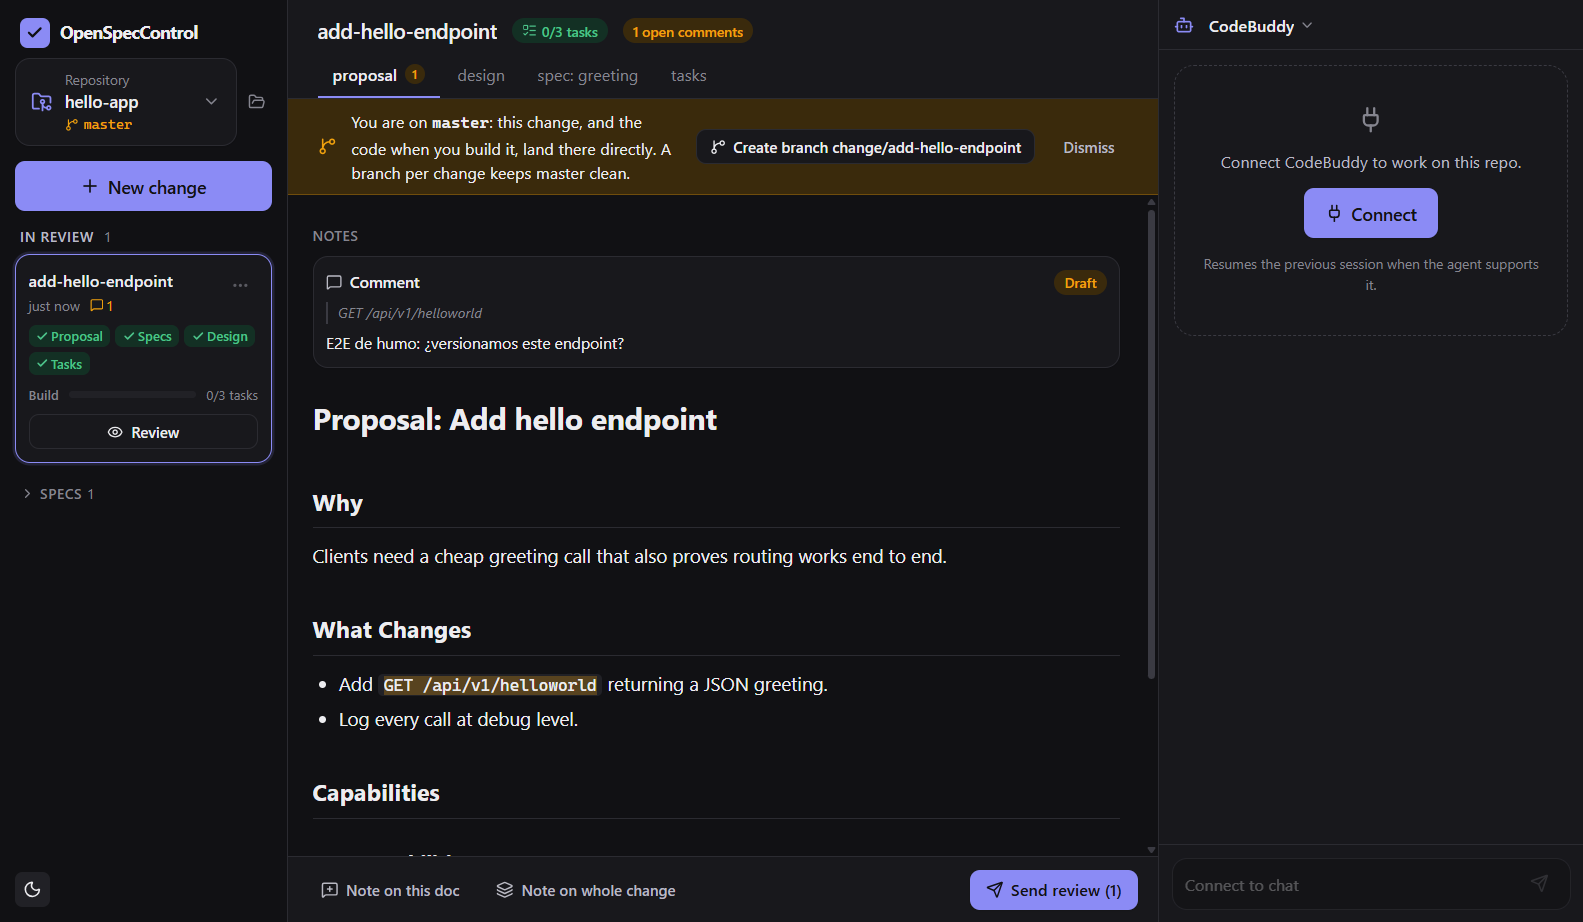 OpenSpecControl
Repository
hello-app
master
New change
IN REVIEW 1
add-hello-endpoint
...
just now 1
Proposal Specs Design
Tasks
Build 0/3 tasks
Review
SPECS 1
add-hello-endpoint 0/3 tasks 1 open comments
proposal 1 design spec: greeting tasks
You are on master: this change, and the
code when you build it, land there directly. A
branch per change keeps master clean.
Create branch change/add-hello-endpoint
Dismiss
NOTES
Comment Draft
GET /api/v1/helloworld
E2E de humo: ¿versionamos este endpoint?
Proposal: Add hello endpoint
Why
Clients need a cheap greeting call that also proves routing works end to end.
What Changes
• Add GET /api/v1/helloworld returning a JSON greeting.
• Log every call at debug level.
Capabilities
Note on this doc Note on whole change Send review (1)
CodeBuddy
Connect CodeBuddy to work on this repo.
Connect
Resumes the previous session when the agent supports
it.
Connect to chat